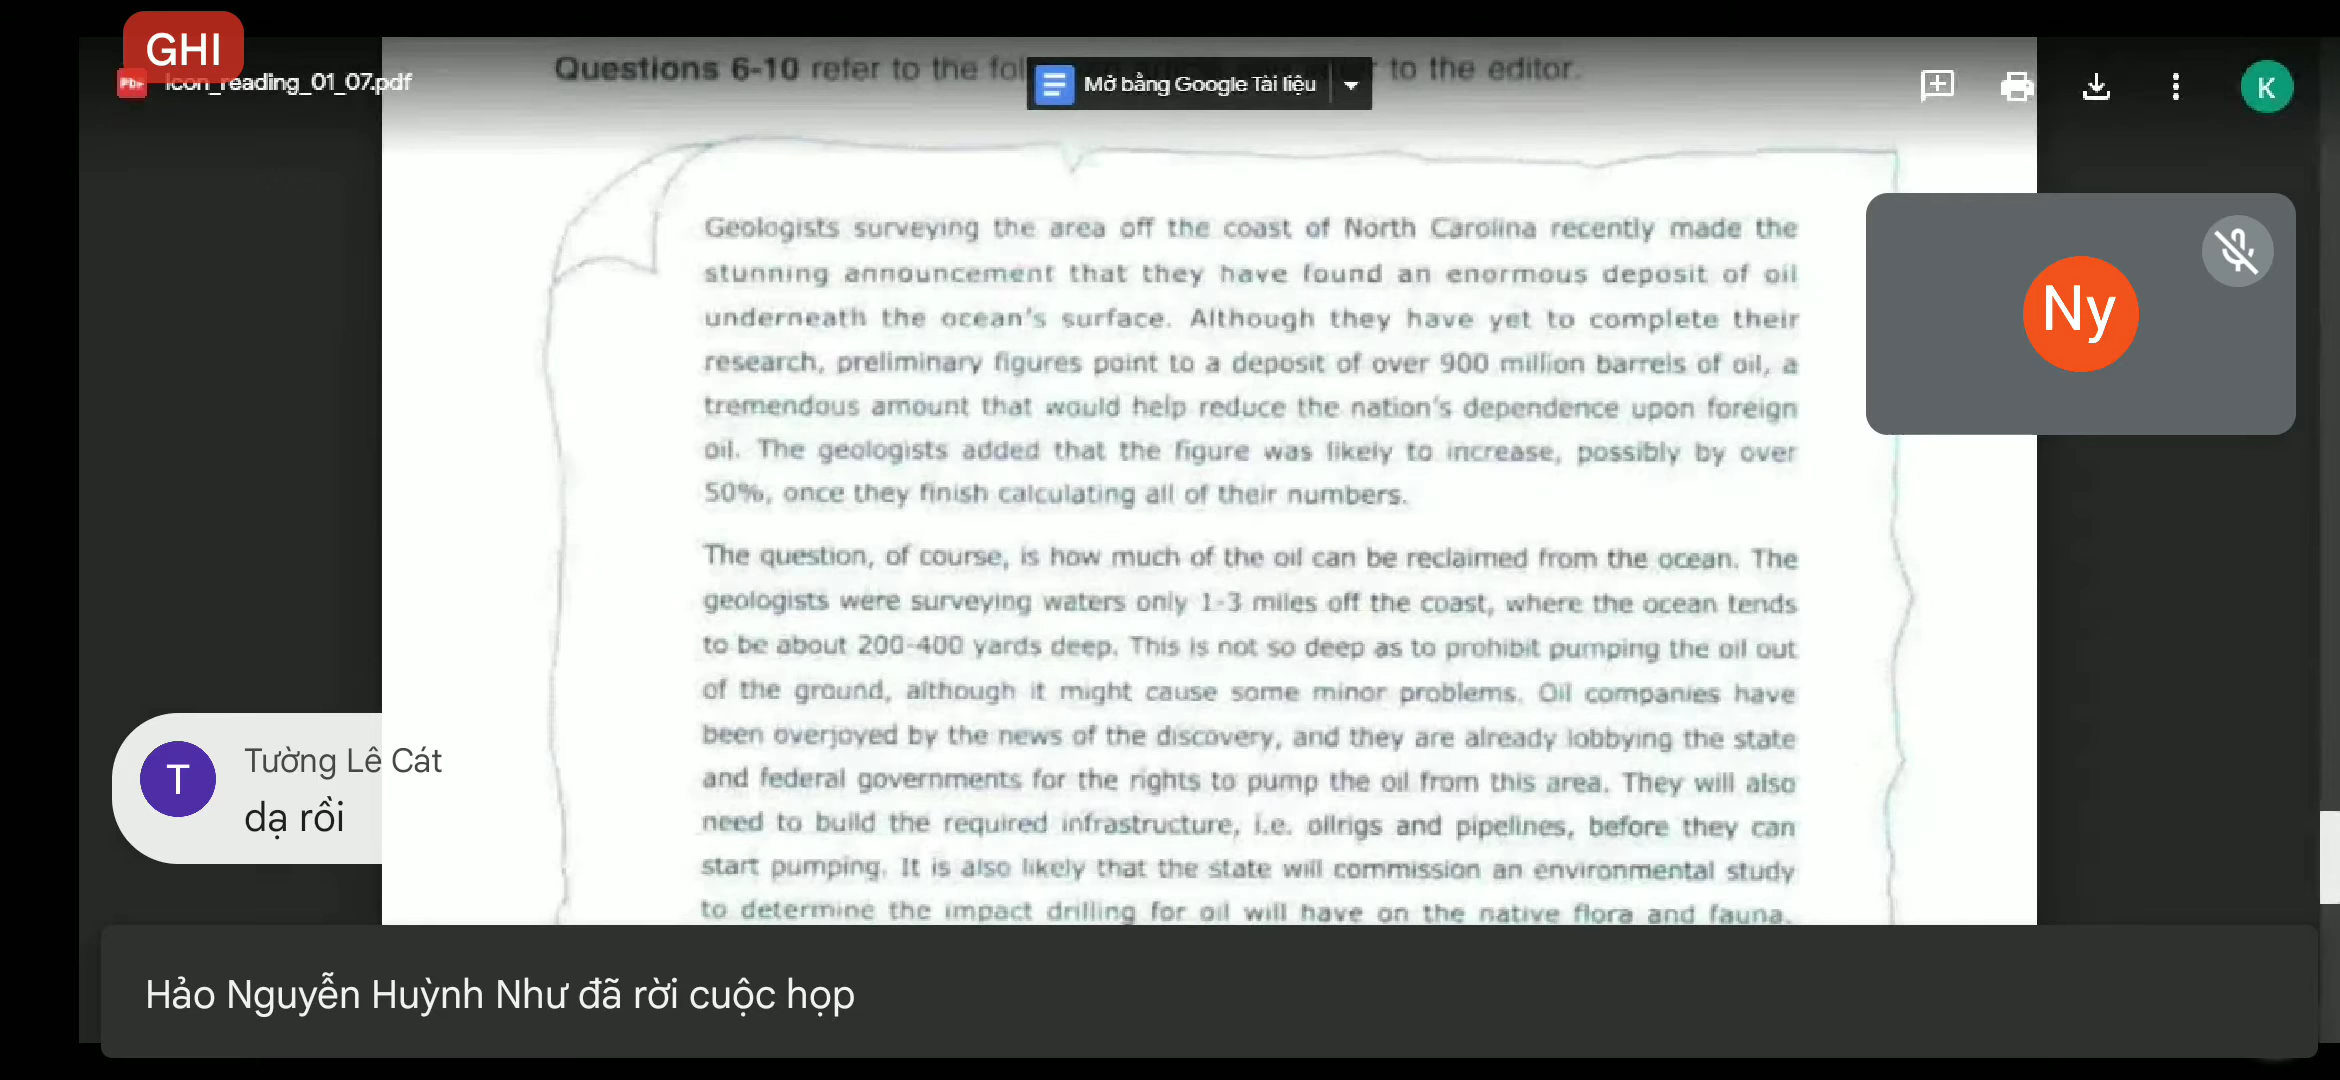 GHI
Icon_reading_01_07.pdf
Questions 6-10 refer to the to the editor.
Mở bằng Google Tài liệu
K
Geologists surveying the area off the coast of North Carolina recently made the
stunning announcement that they have found an enormous deposit of oil
underneath the ocean's surface. Although they have yet to complete their
research, preliminary figures point to a deposit of over 900 million barrels of oil, a
tremendous amount that would help reduce the nation's dependence upon foreign
oil. The geologists added that the figure was likely to increase, possibly by over
50%, once they finish calculating all of their numbers.
Ny
The question, of course, is how much of the oil can be reclaimed from the ocean. The
geologists were surveying waters only 1-3 miles off the coast, where the ocean tends
to be about 200-400 yards deep. This is not so deep as to prohibit pumping the oil out
of the ground, although it might cause some minor problems. Oil companies have
been overjoyed by the news of the discovery, and they are already lobbying the state
and federal governments for the rights to pump the oil from this area. They will also
need to build the required infrastructure, i.e. oilrigs and pipelines, before they can
start pumping. It is also likely that the state will commission an environmental study
to determine the impact drilling for oil will have on the native flora and fauna.
T
Tường Lê Cát
dạ rồi
Hảo Nguyễn Huỳnh Như đã rời cuộc họp